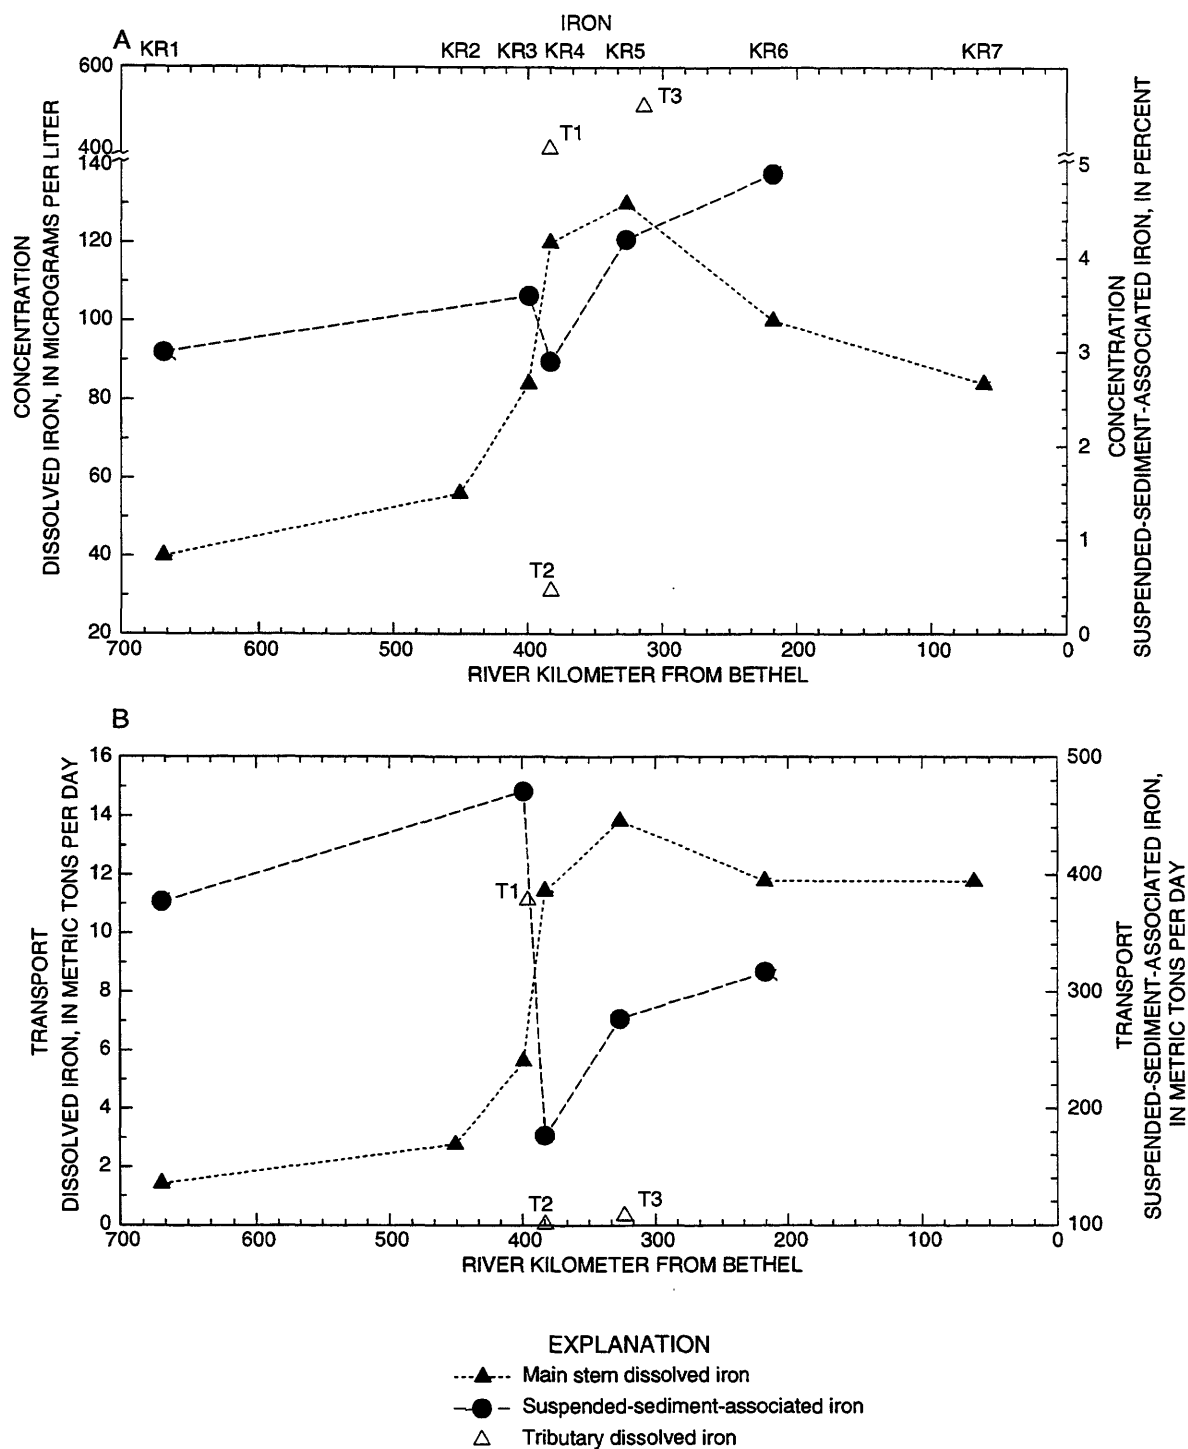 IRON
A KR1 KR2 KR3 KR4 KR5 KR6 KR7
600
400
140
120
100
80
60
40
20
CONCENTRATION
DISSOLVED IRON, IN MICROGRAMS PER LITER
T1
T3
T2
5
4
3
2
1
0
CONCENTRATION
SUSPENDED-SEDIMENT-ASSOCIATED IRON, IN PERCENT
700 600 500 400 300 200 100 0
RIVER KILOMETER FROM BETHEL
B
16
14
12
10
8
6
4
2
0
TRANSPORT
DISSOLVED IRON, IN METRIC TONS PER DAY
T1
T2
T3
500
400
300
200
100
TRANSPORT
SUSPENDED-SEDIMENT-ASSOCIATED IRON,
IN METRIC TONS PER DAY
700 600 500 400 300 200 100 0
RIVER KILOMETER FROM BETHEL
EXPLANATION
Main stem dissolved iron
Suspended-sediment-associated iron
Tributary dissolved iron